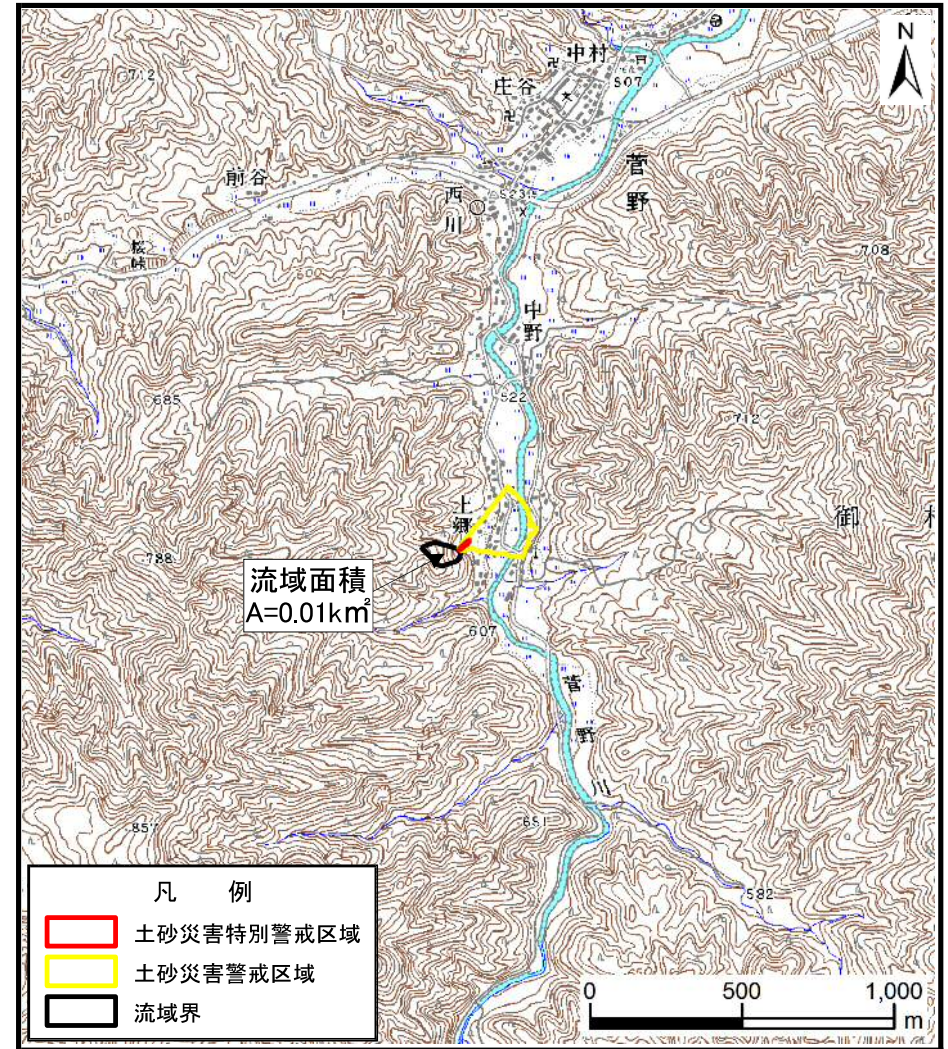 N
中村
庄谷
507
712
菅野
前谷
西川
523
桜峠
708
中野
685
522
712
上郷
御
788
流域面積
A=0.01k㎡
607
菅野川
857
651
582
凡 例
土砂災害特別警戒区域
土砂災害警戒区域
流域界
0 500 1,000
m